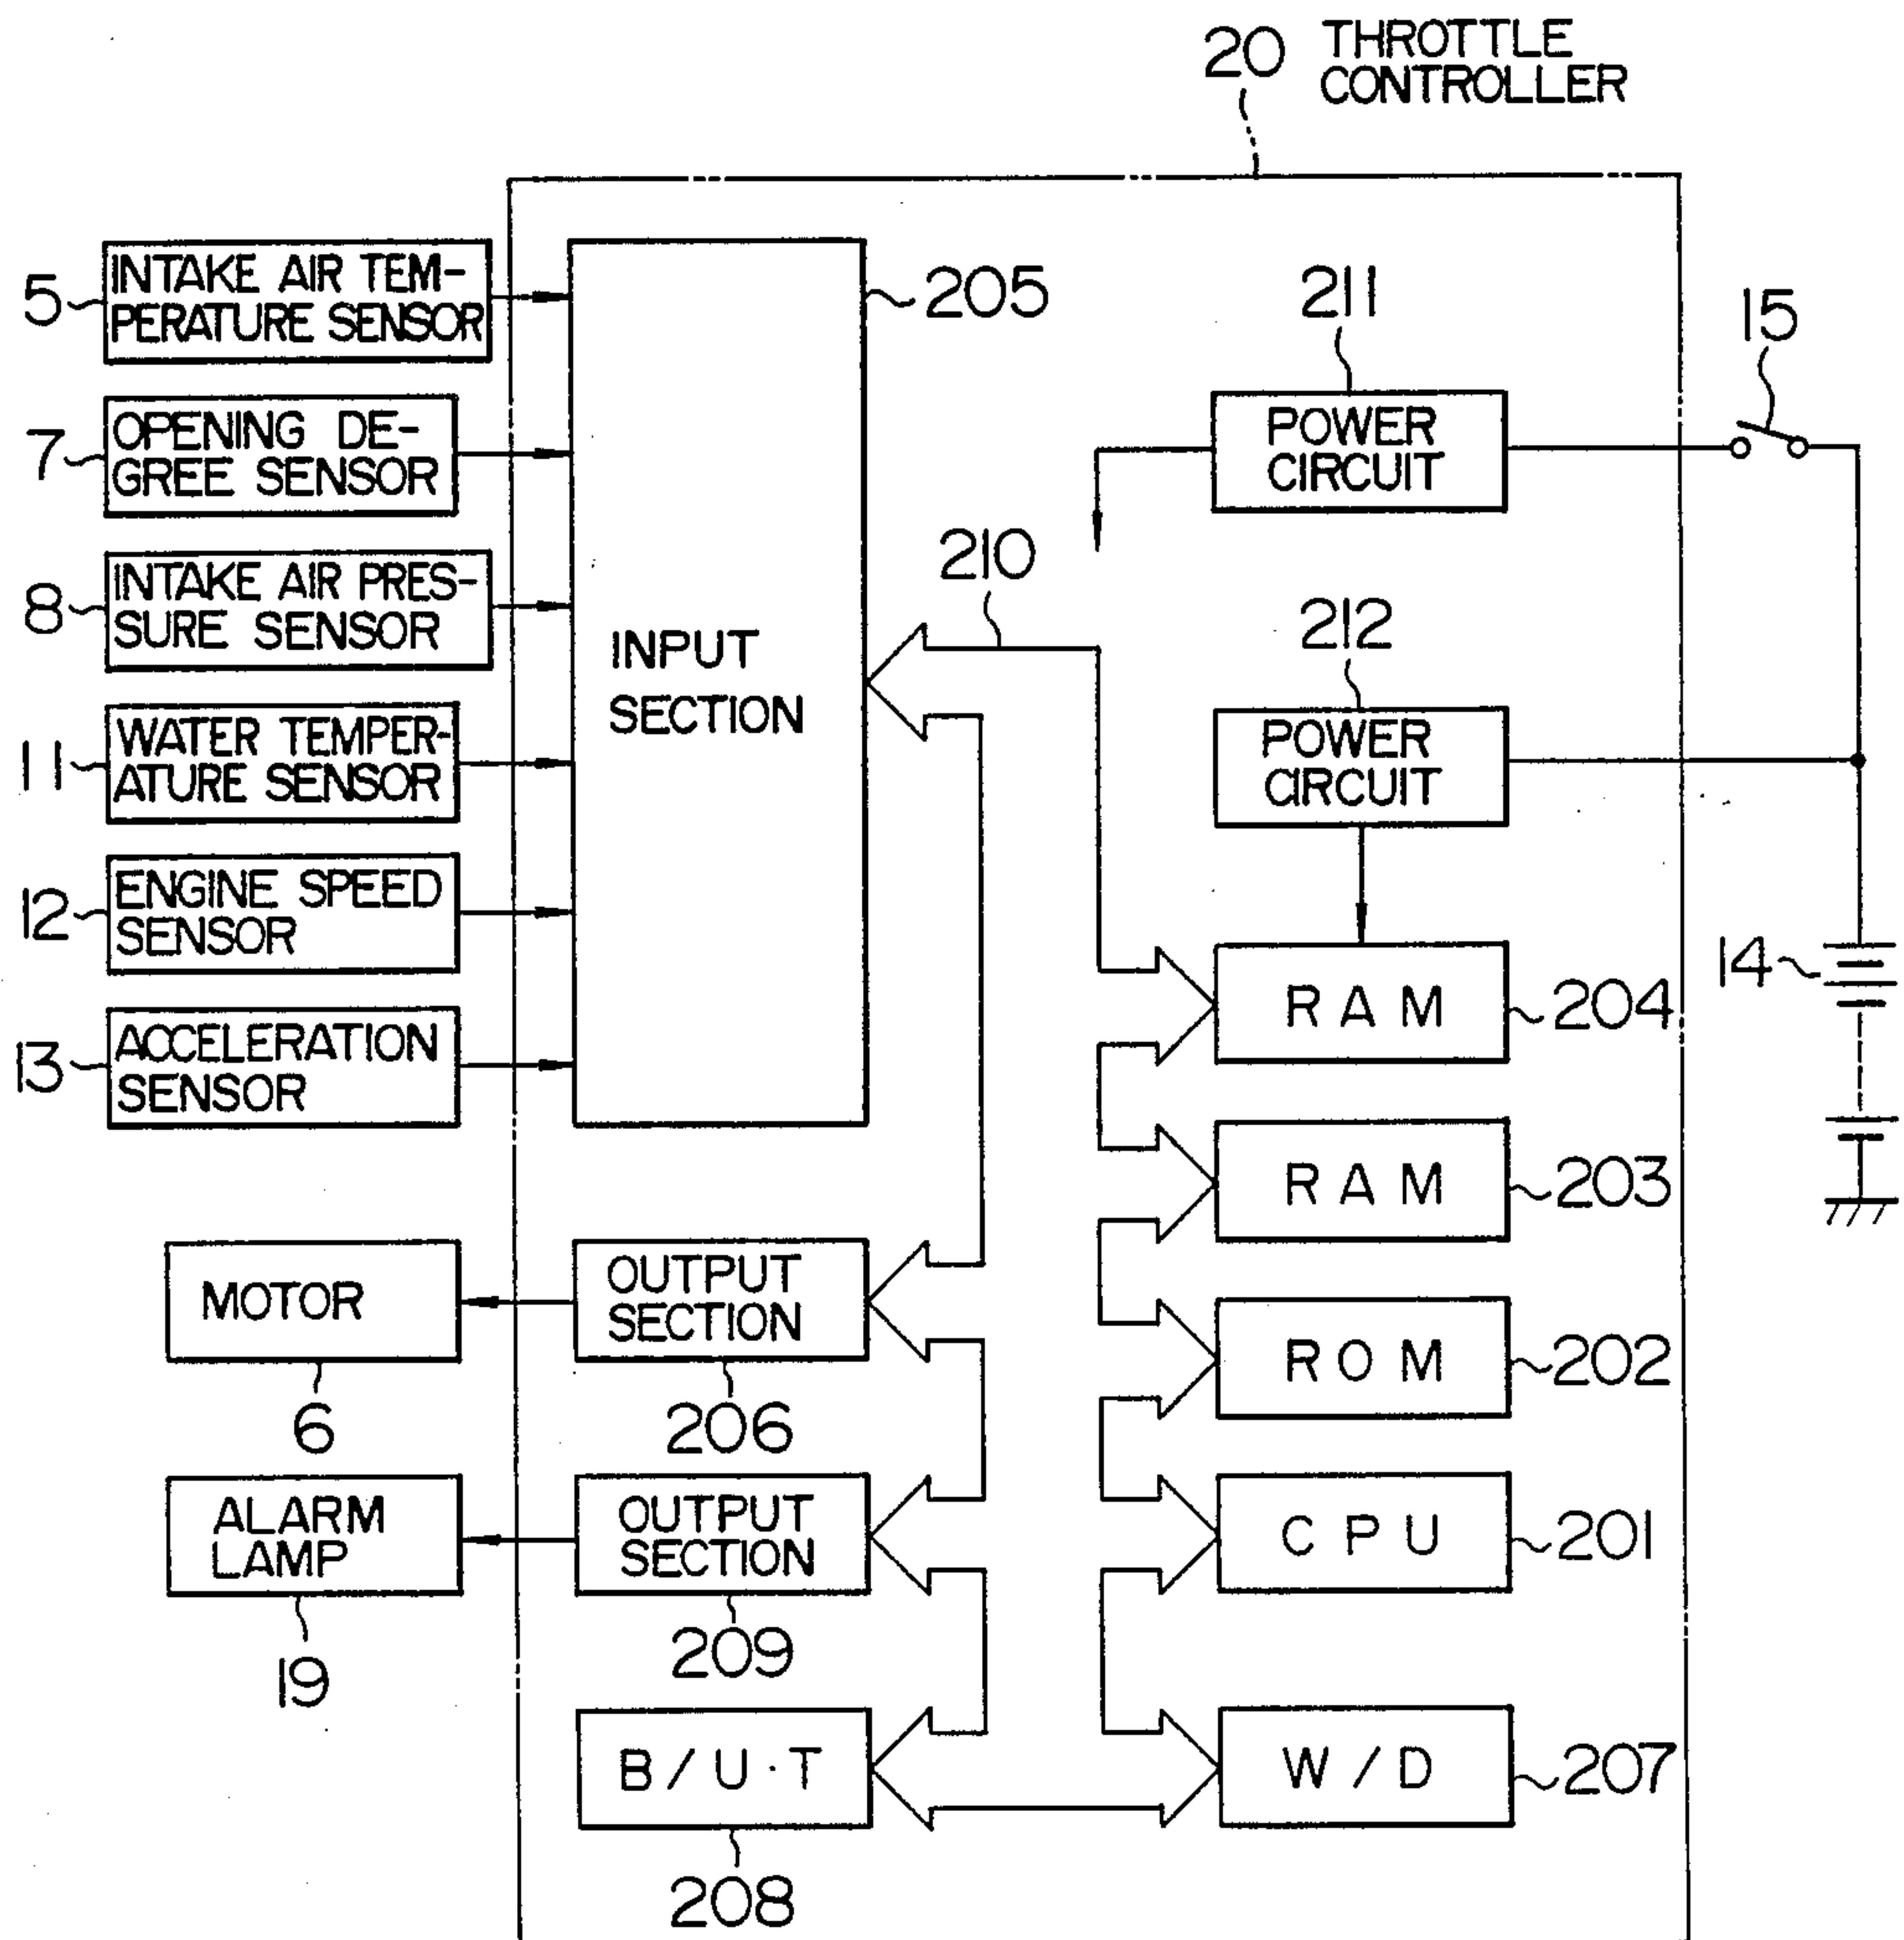 20 THROTTLE
CONTROLLER
5
INTAKE AIR TEM-
PERATURE SENSOR
205
211
15
7
OPENING DE-
GREE SENSOR
POWER
CIRCUIT
8
INTAKE AIR PRES-
SURE SENSOR
210
INPUT
SECTION
212
11
WATER TEMPER-
ATURE SENSOR
POWER
CIRCUIT
12
ENGINE SPEED
SENSOR
14
RAM
204
13
ACCELERATION
SENSOR
RAM
203
MOTOR
6
OUTPUT
SECTION
206
ROM
202
ALARM
LAMP
19
OUTPUT
SECTION
209
CPU
201
B/U·T
208
W/D
207